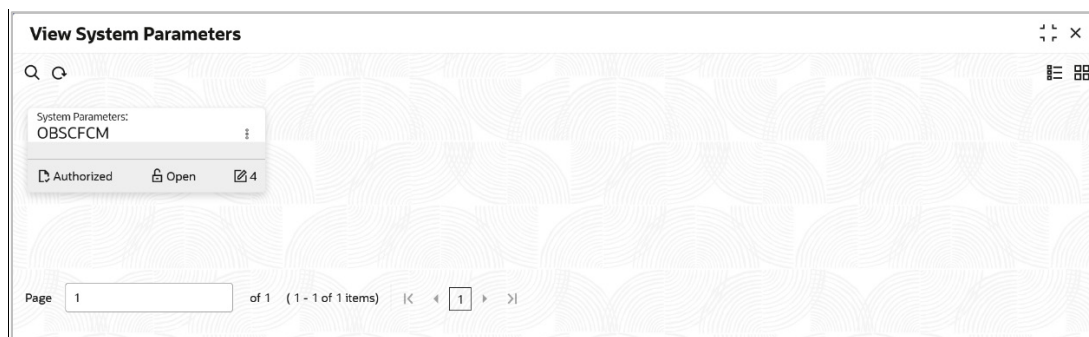 View System Parameters
System Parameters:
OBSCFCM
Authorized Open 4
Page 1 of 1 (1 - 1 of 1 items) 1